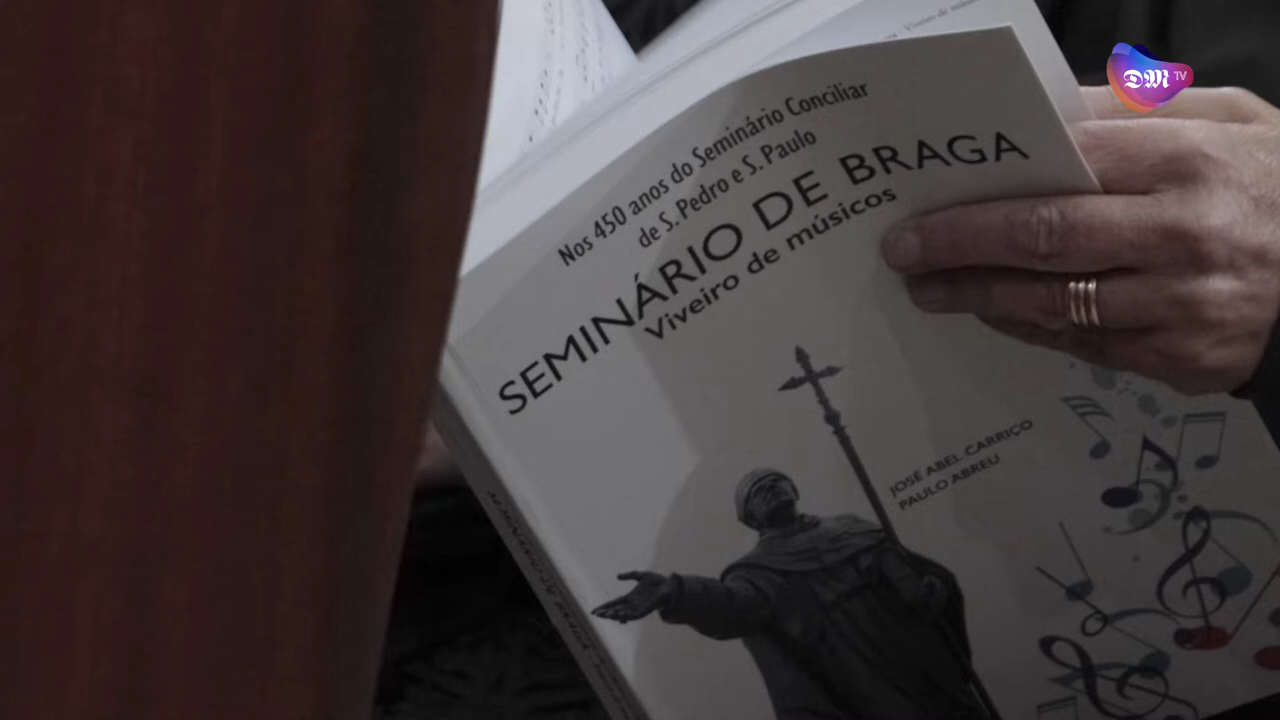 DM TV
Nos 450 anos do Seminário Conciliar
de S. Pedro e S. Paulo
SEMINÁRIO DE BRAGA
Viveiro de músicos
JOSÉ ABEL CARRIÇO
PAULO ABREU